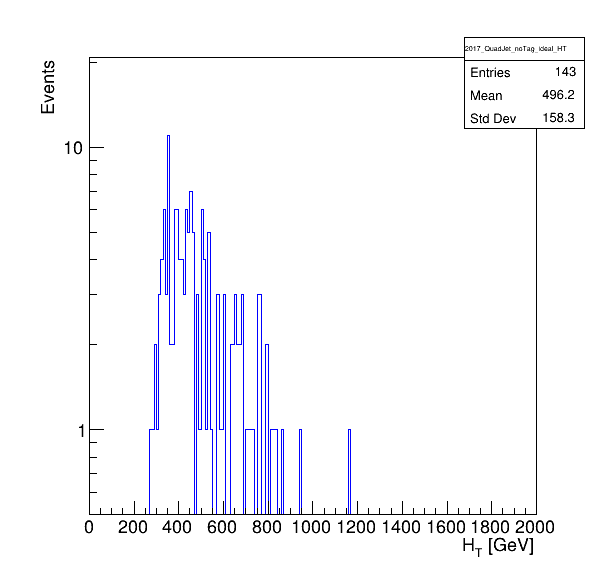 2017_QuadJet_noTag_ideal_HT
Entries 143
Mean 496.2
Std Dev 158.3
Events
10
1
0 200 400 600 800 1000 1200 1400 1600 1800 2000
H_T [GeV]